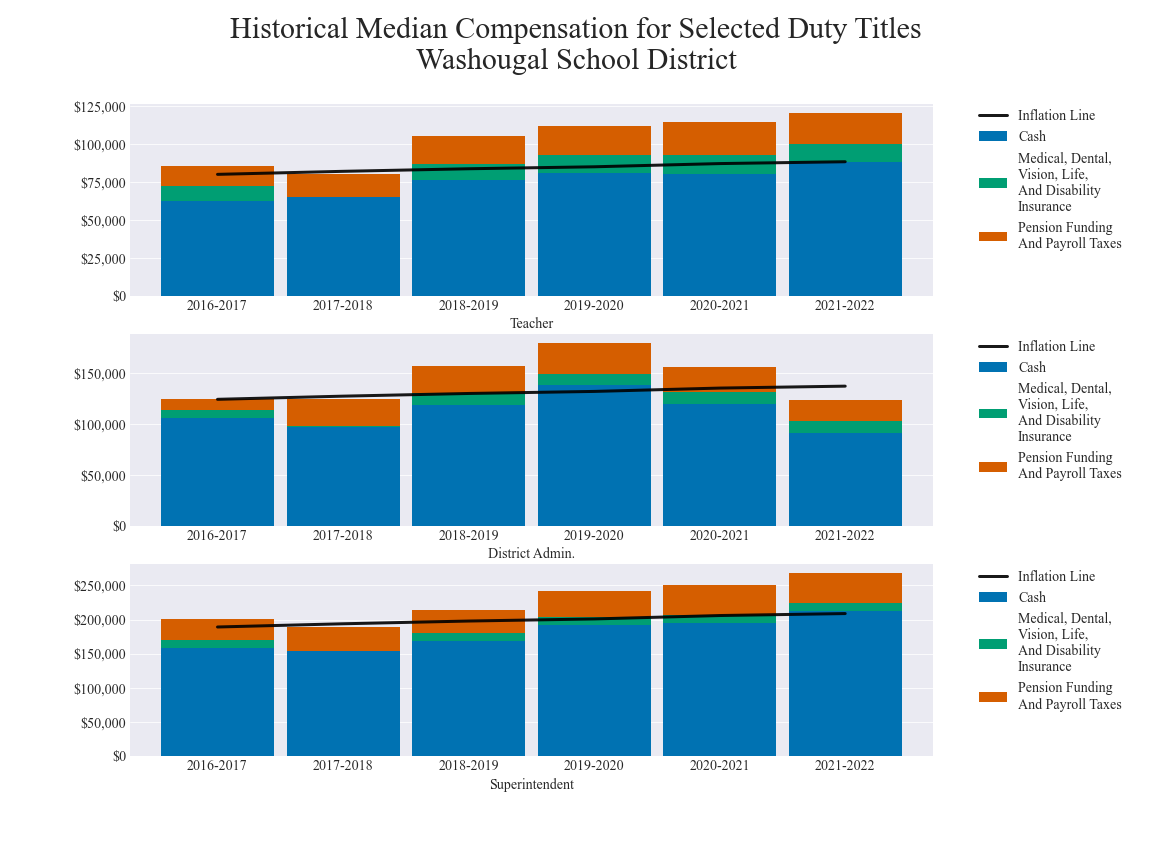 Historical Median Compensation for Selected Duty Titles
Washougal School District
$125,000
$100,000
$75,000
$50,000
$25,000
$0
2016-2017 2017-2018 2018-2019 2019-2020 2020-2021 2021-2022
Teacher
Inflation Line
Cash
Medical, Dental,
Vision, Life,
And Disability
Insurance
Pension Funding
And Payroll Taxes
$150,000
$100,000
$50,000
$0
2016-2017 2017-2018 2018-2019 2019-2020 2020-2021 2021-2022
District Admin.
Inflation Line
Cash
Medical, Dental,
Vision, Life,
And Disability
Insurance
Pension Funding
And Payroll Taxes
$250,000
$200,000
$150,000
$100,000
$50,000
$0
2016-2017 2017-2018 2018-2019 2019-2020 2020-2021 2021-2022
Superintendent
Inflation Line
Cash
Medical, Dental,
Vision, Life,
And Disability
Insurance
Pension Funding
And Payroll Taxes